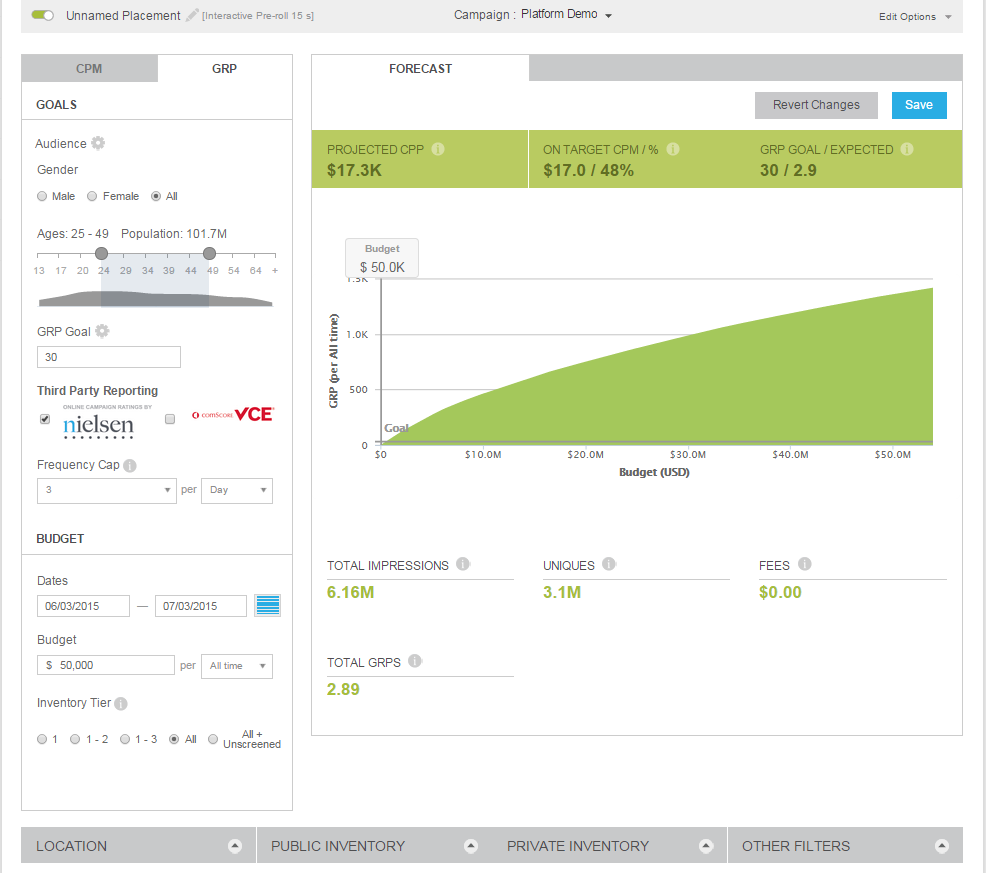 Unnamed Placement [Interactive Pre-roll 15 s] Campaign : Platform Demo Edit Options
CPM GRP
GOALS
Audience
Gender
Male Female All
Ages: 25 - 49 Population: 101.7M
13 17 20 24 29 34 39 44 49 54 64 +
GRP Goal
30
Third Party Reporting
ONLINE CAMPAIGN RATINGS BY
nielsen
comScore VCE
Frequency Cap
3 per Day
BUDGET
Dates
06/03/2015 — 07/03/2015
Budget
$ 50,000 per All time
Inventory Tier
1 1 - 2 1 - 3 All All +
Unscreened
FORECAST
Revert Changes Save
PROJECTED CPP ON TARGET CPM / % GRP GOAL / EXPECTED
$17.3K $17.0 / 48% 30 / 2.9
Budget
$ 50.0K
1.5K
1.0K
500
0
GRP (per All time)
Goal
$0 $10.0M $20.0M $30.0M $40.0M $50.0M
Budget (USD)
TOTAL IMPRESSIONS UNIQUES FEES
6.16M 3.1M $0.00
TOTAL GRPS
2.89
LOCATION PUBLIC INVENTORY PRIVATE INVENTORY OTHER FILTERS